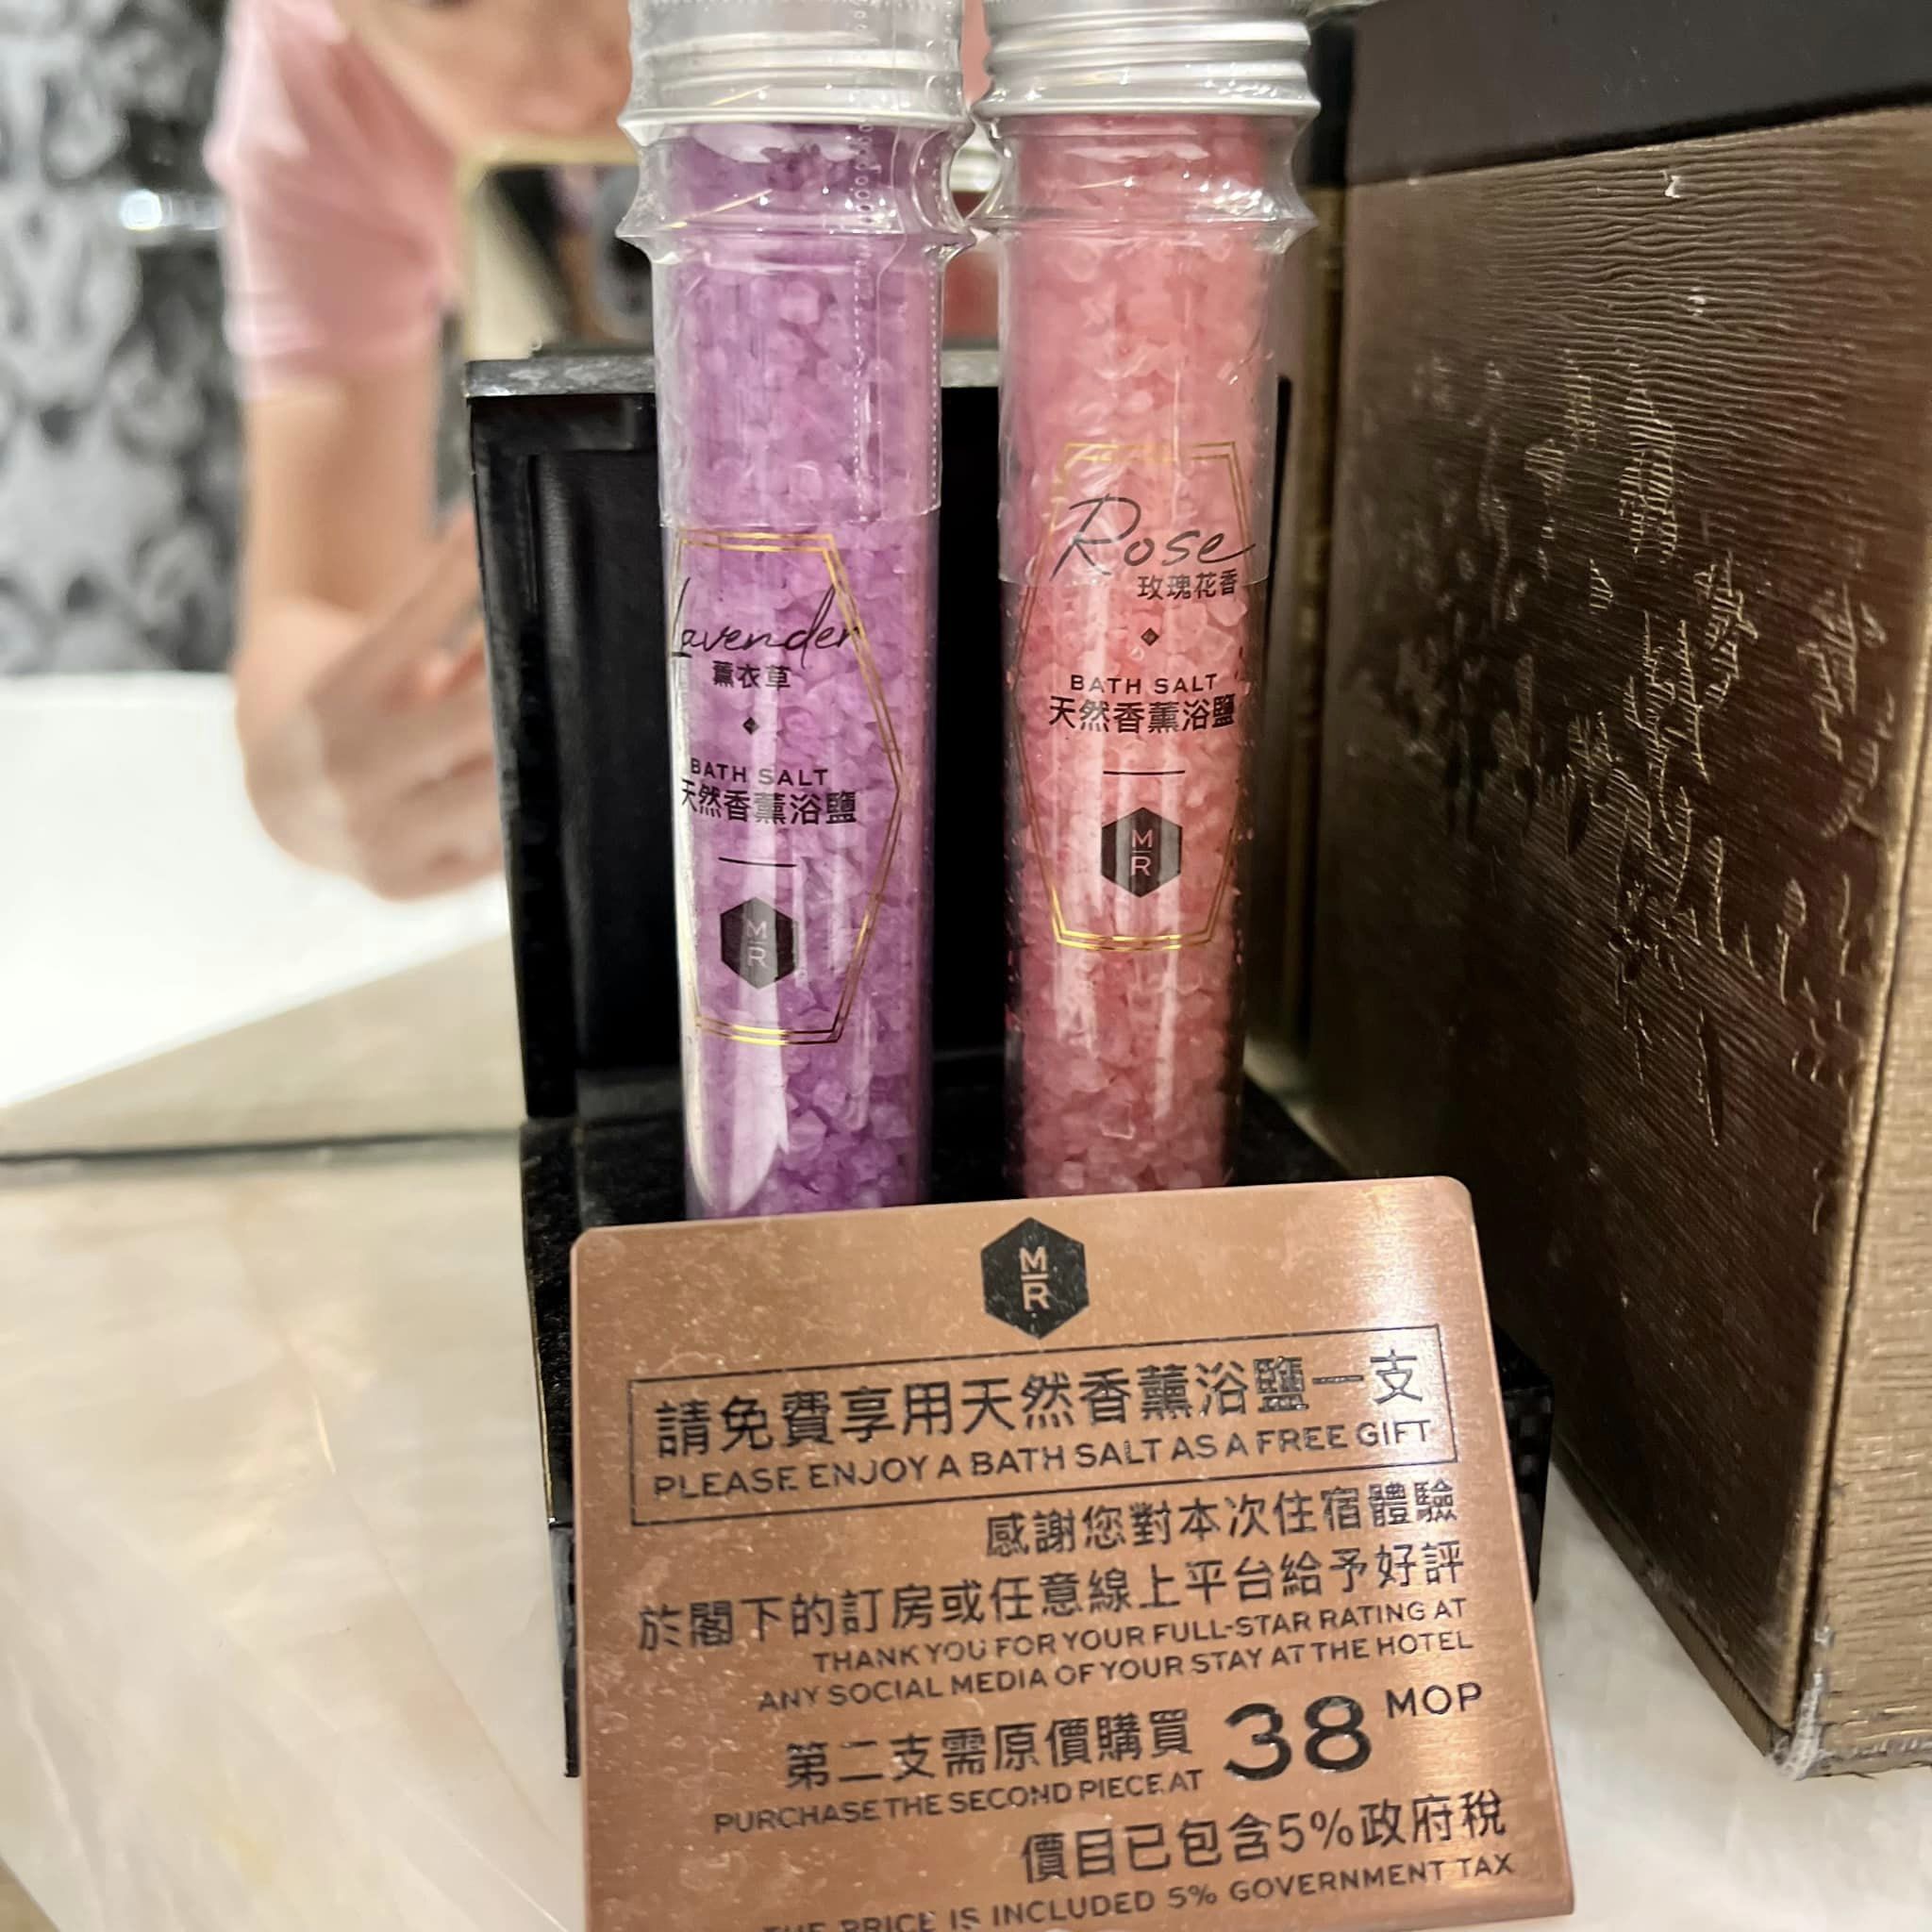 Lavender
薰衣草
BATH SALT
天然香薰浴鹽
M
R
Rose
玫瑰花香
BATH SALT
天然香薰浴鹽
M
R
M
R
請免費享用天然香薰浴鹽一支
PLEASE ENJOY A BATH SALT AS A FREE GIFT
感謝您對本次住宿體驗
於閣下的訂房或任意線上平台給予好評
THANK YOU FOR YOUR FULL-STAR RATING AT
ANY SOCIAL MEDIA OF YOUR STAY AT THE HOTEL
第二支需原價購買 38 MOP
PURCHASE THE SECOND PIECE AT
價目已包含5%政府稅
THE PRICE IS INCLUDED 5% GOVERNMENT TAX